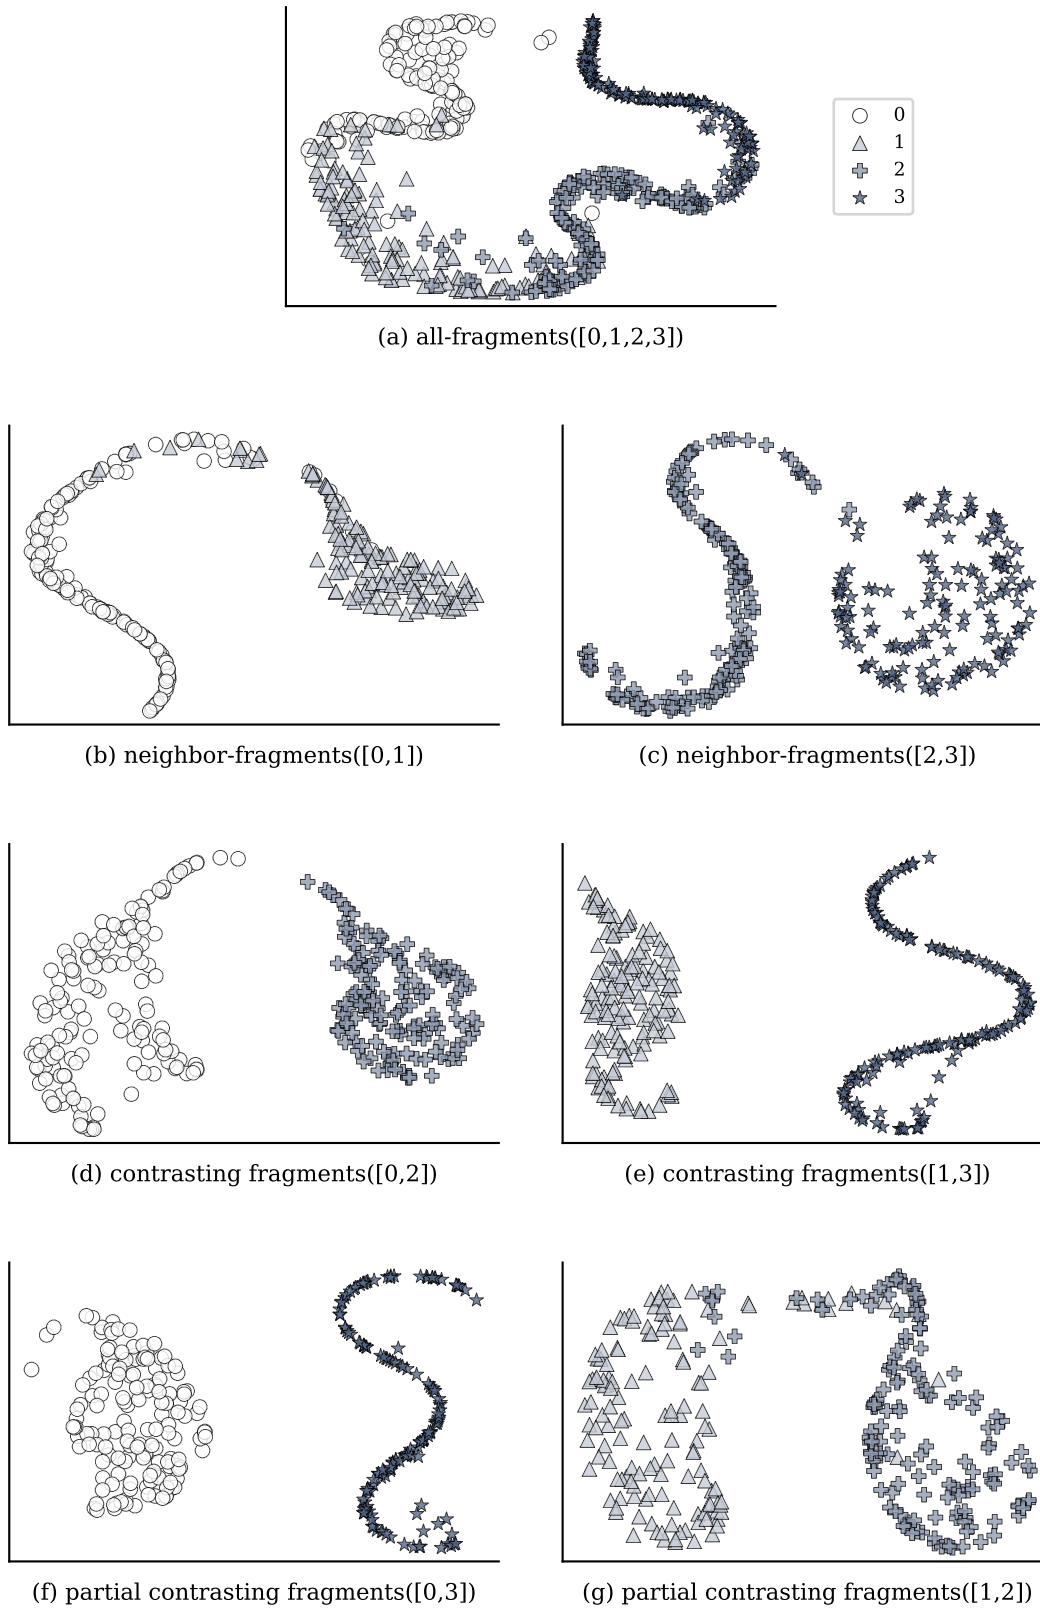 0
1
2
3
(a) all-fragments([0,1,2,3])
(b) neighbor-fragments([0,1])
(c) neighbor-fragments([2,3])
(d) contrasting fragments([0,2])
(e) contrasting fragments([1,3])
(f) partial contrasting fragments([0,3])
(g) partial contrasting fragments([1,2])